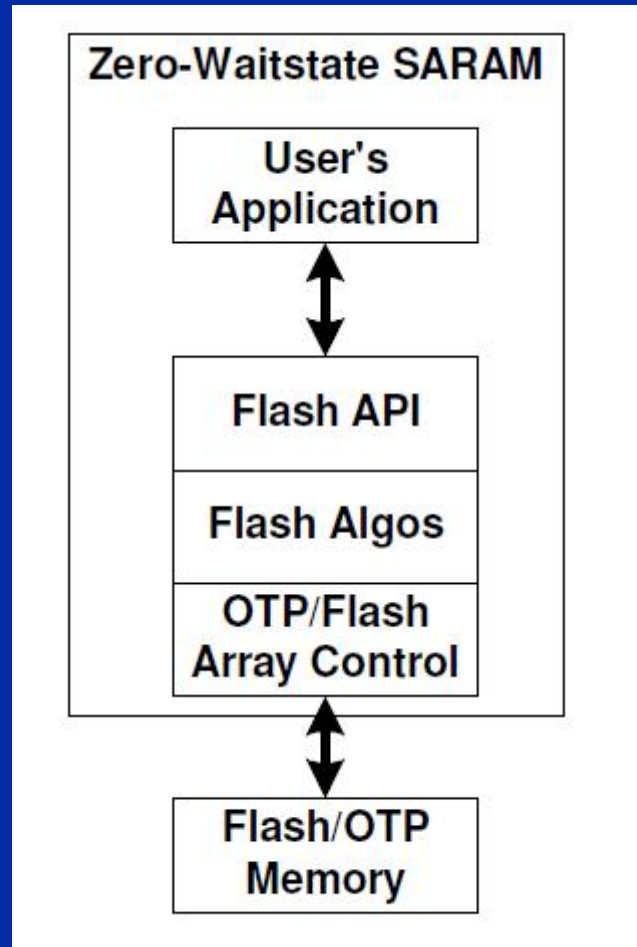 Zero-Waitstate SARAM
User's
Application
Flash API
Flash Algos
OTP/Flash
Array Control
Flash/OTP
Memory